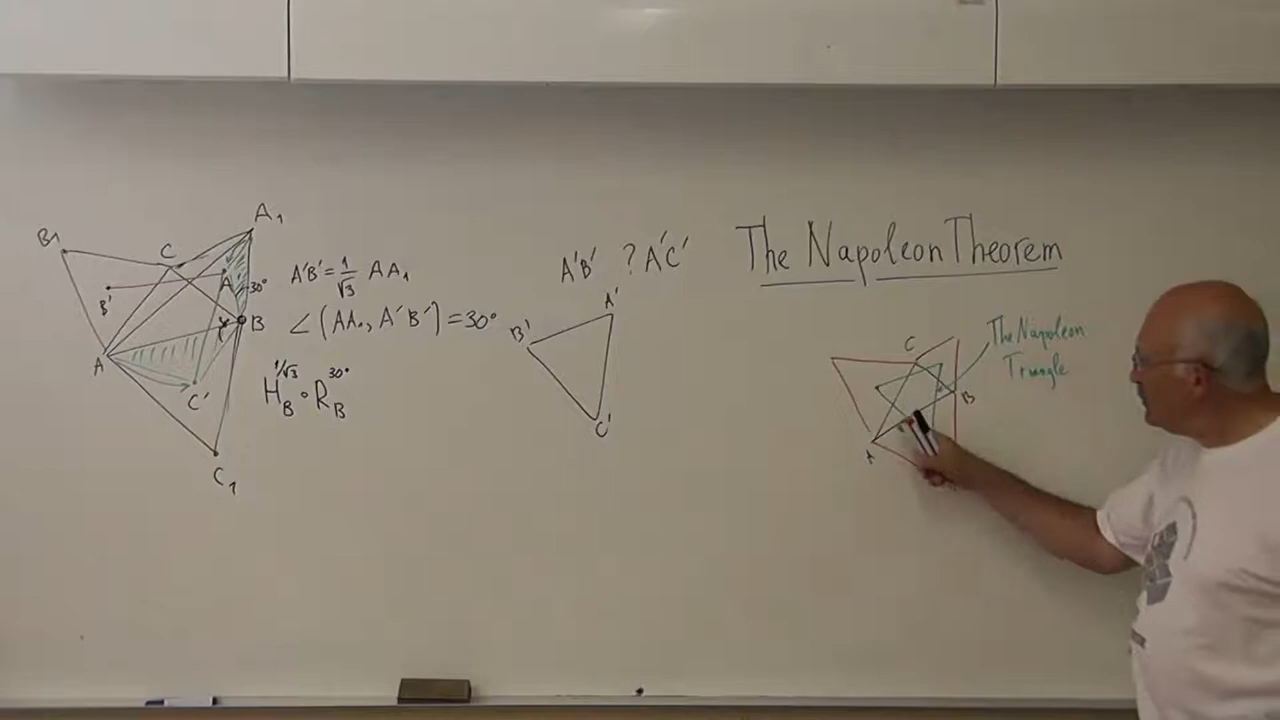 The Napoleon Theorem
A₁
B₁
C
A'
30°
B'
B
A
C'
C₁
A'B' = 1/√3 AA₁
∠(AA₁, A'B') = 30°
H_B^{1/√3} ∘ R_B^{30°}
A'B' ? A'C'
A'
B'
C'
The Napoleon
Triangle
C
B
A